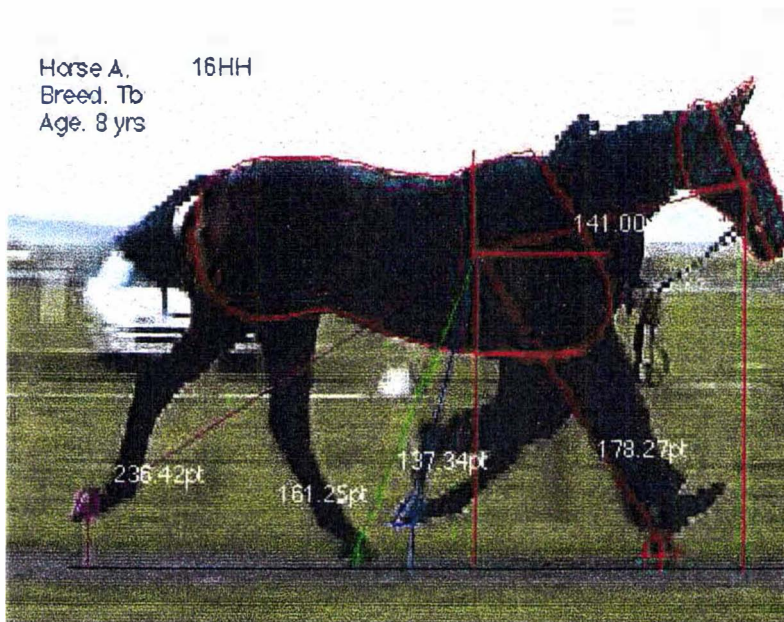 Horse A. 16HH
Breed. Tb
Age. 8 yrs
141.00
236.42pt
137.34pt
178.27pt
161.25pt